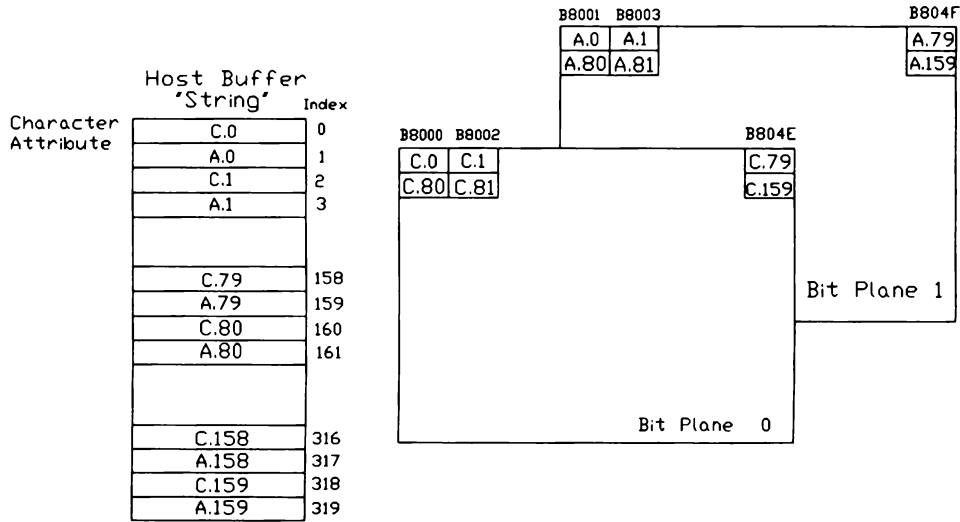 Host Buffer
"String"
Index
Character
Attribute
C.0 0
A.0 1
C.1 2
A.1 3
C.79 158
A.79 159
C.80 160
A.80 161
C.158 316
A.158 317
C.159 318
A.159 319
B8001 B8003 B804F
A.0 A.1 A.79
A.80 A.81 A.159
Bit Plane 1
B8000 B8002 B804E
C.0 C.1 C.79
C.80 C.81 C.159
Bit Plane 0